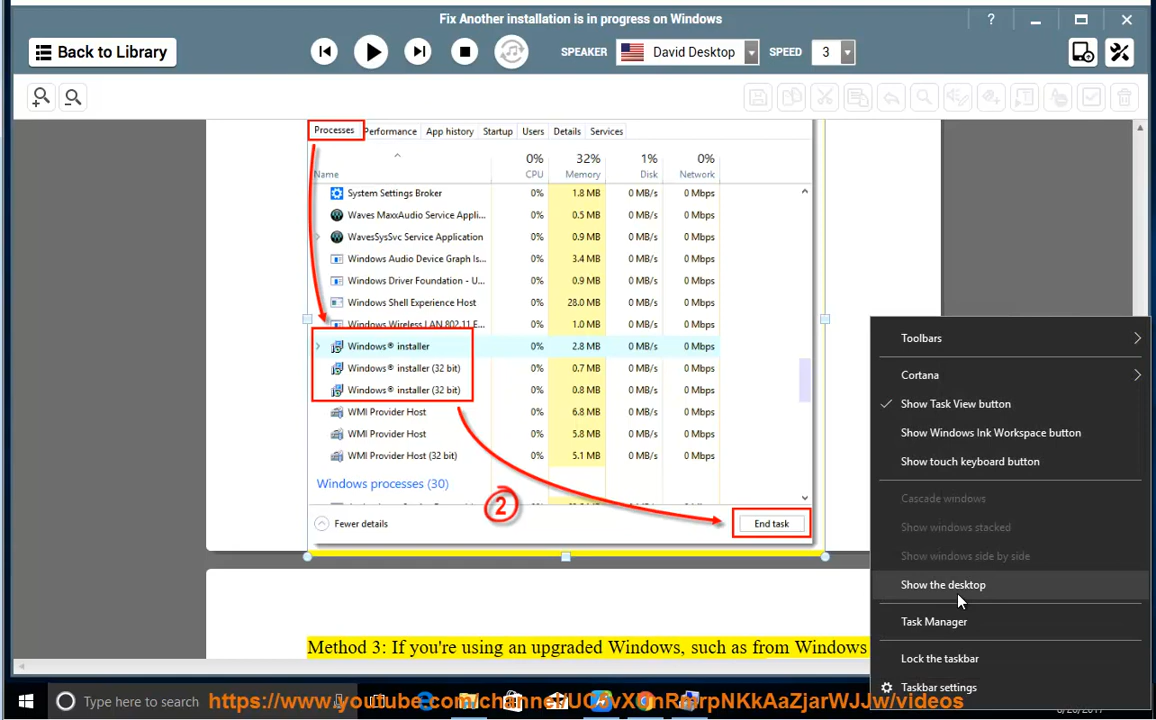 Fix Another installation is in progress on Windows
?
Back to Library
SPEAKER
David Desktop
SPEED
3
Processes Performance App history Startup Users Details Services
0% 32% 1% 0%
Name CPU Memory Disk Network
System Settings Broker 0% 1.8 MB 0 MB/s 0 Mbps
Waves MaxxAudio Service Appli... 0% 0.5 MB 0 MB/s 0 Mbps
WavesSysSvc Service Application 0% 0.9 MB 0 MB/s 0 Mbps
Windows Audio Device Graph Is... 0% 3.4 MB 0 MB/s 0 Mbps
Windows Driver Foundation - U... 0% 0.9 MB 0 MB/s 0 Mbps
Windows Shell Experience Host 0% 28.0 MB 0 MB/s 0 Mbps
Windows Wireless LAN 802.11 E... 0% 1.0 MB 0 MB/s 0 Mbps
Windows® installer 0% 2.8 MB 0 MB/s 0 Mbps
Windows® installer (32 bit) 0% 0.7 MB 0 MB/s 0 Mbps
Windows® installer (32 bit) 0% 0.8 MB 0 MB/s 0 Mbps
WMI Provider Host 0% 6.8 MB 0 MB/s 0 Mbps
WMI Provider Host 0% 5.8 MB 0 MB/s 0 Mbps
WMI Provider Host (32 bit) 0% 5.1 MB 0 MB/s 0 Mbps
Windows processes (30)
2
Fewer details
End task
Method 3: If you're using an upgraded Windows, such as from Windows
Toolbars
Cortana
Show Task View button
Show Windows Ink Workspace button
Show touch keyboard button
Cascade windows
Show windows stacked
Show windows side by side
Show the desktop
Task Manager
Lock the taskbar
Taskbar settings
Type here to search